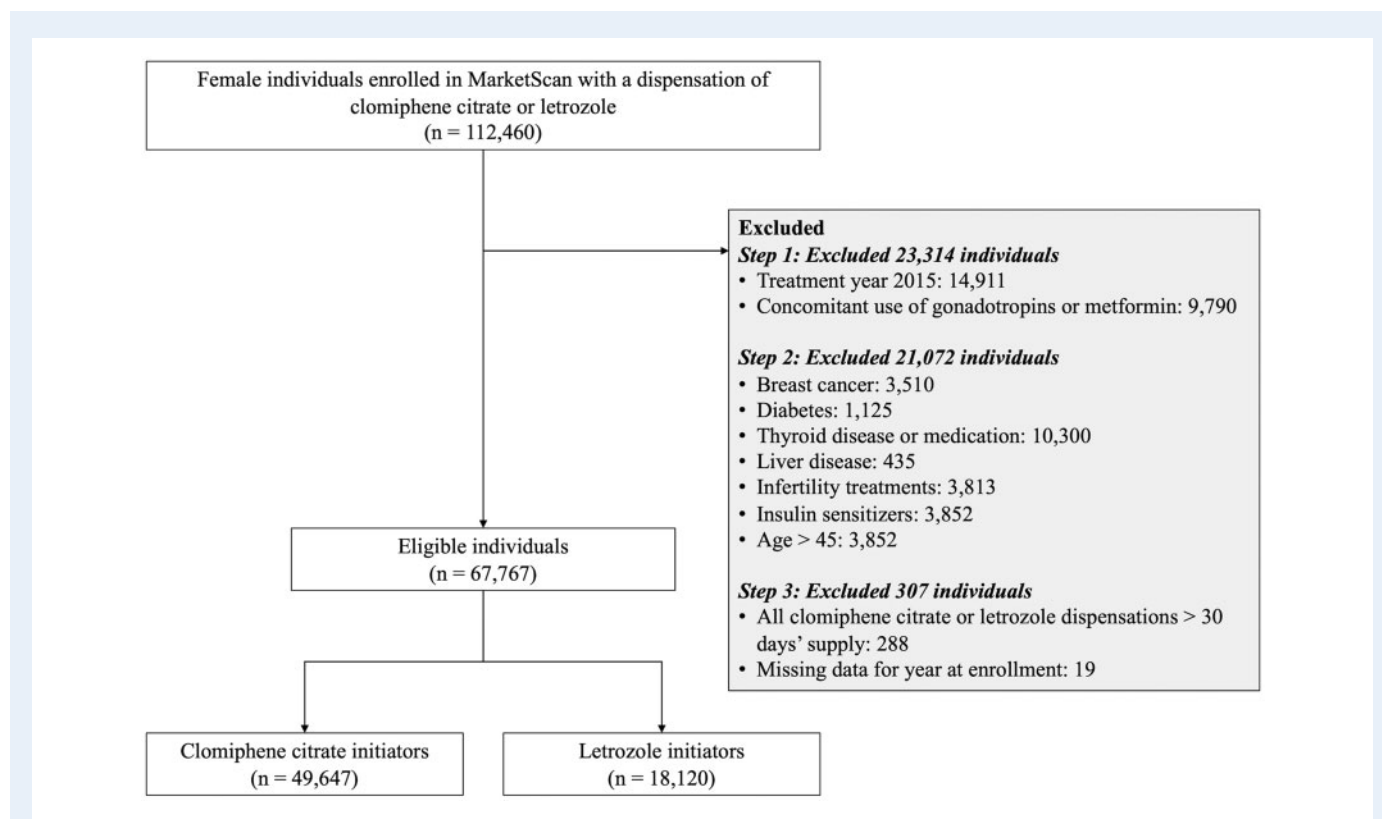 Female individuals enrolled in MarketScan with a dispensation of
clomiphene citrate or letrozole
(n = 112,460)
Excluded
Step 1: Excluded 23,314 individuals
• Treatment year 2015: 14,911
• Concomitant use of gonadotropins or metformin: 9,790
Step 2: Excluded 21,072 individuals
• Breast cancer: 3,510
• Diabetes: 1,125
• Thyroid disease or medication: 10,300
• Liver disease: 435
• Infertility treatments: 3,813
• Insulin sensitizers: 3,852
• Age > 45: 3,852
Step 3: Excluded 307 individuals
• All clomiphene citrate or letrozole dispensations > 30
days’ supply: 288
• Missing data for year at enrollment: 19
Eligible individuals
(n = 67,767)
Clomiphene citrate initiators
(n = 49,647)
Letrozole initiators
(n = 18,120)